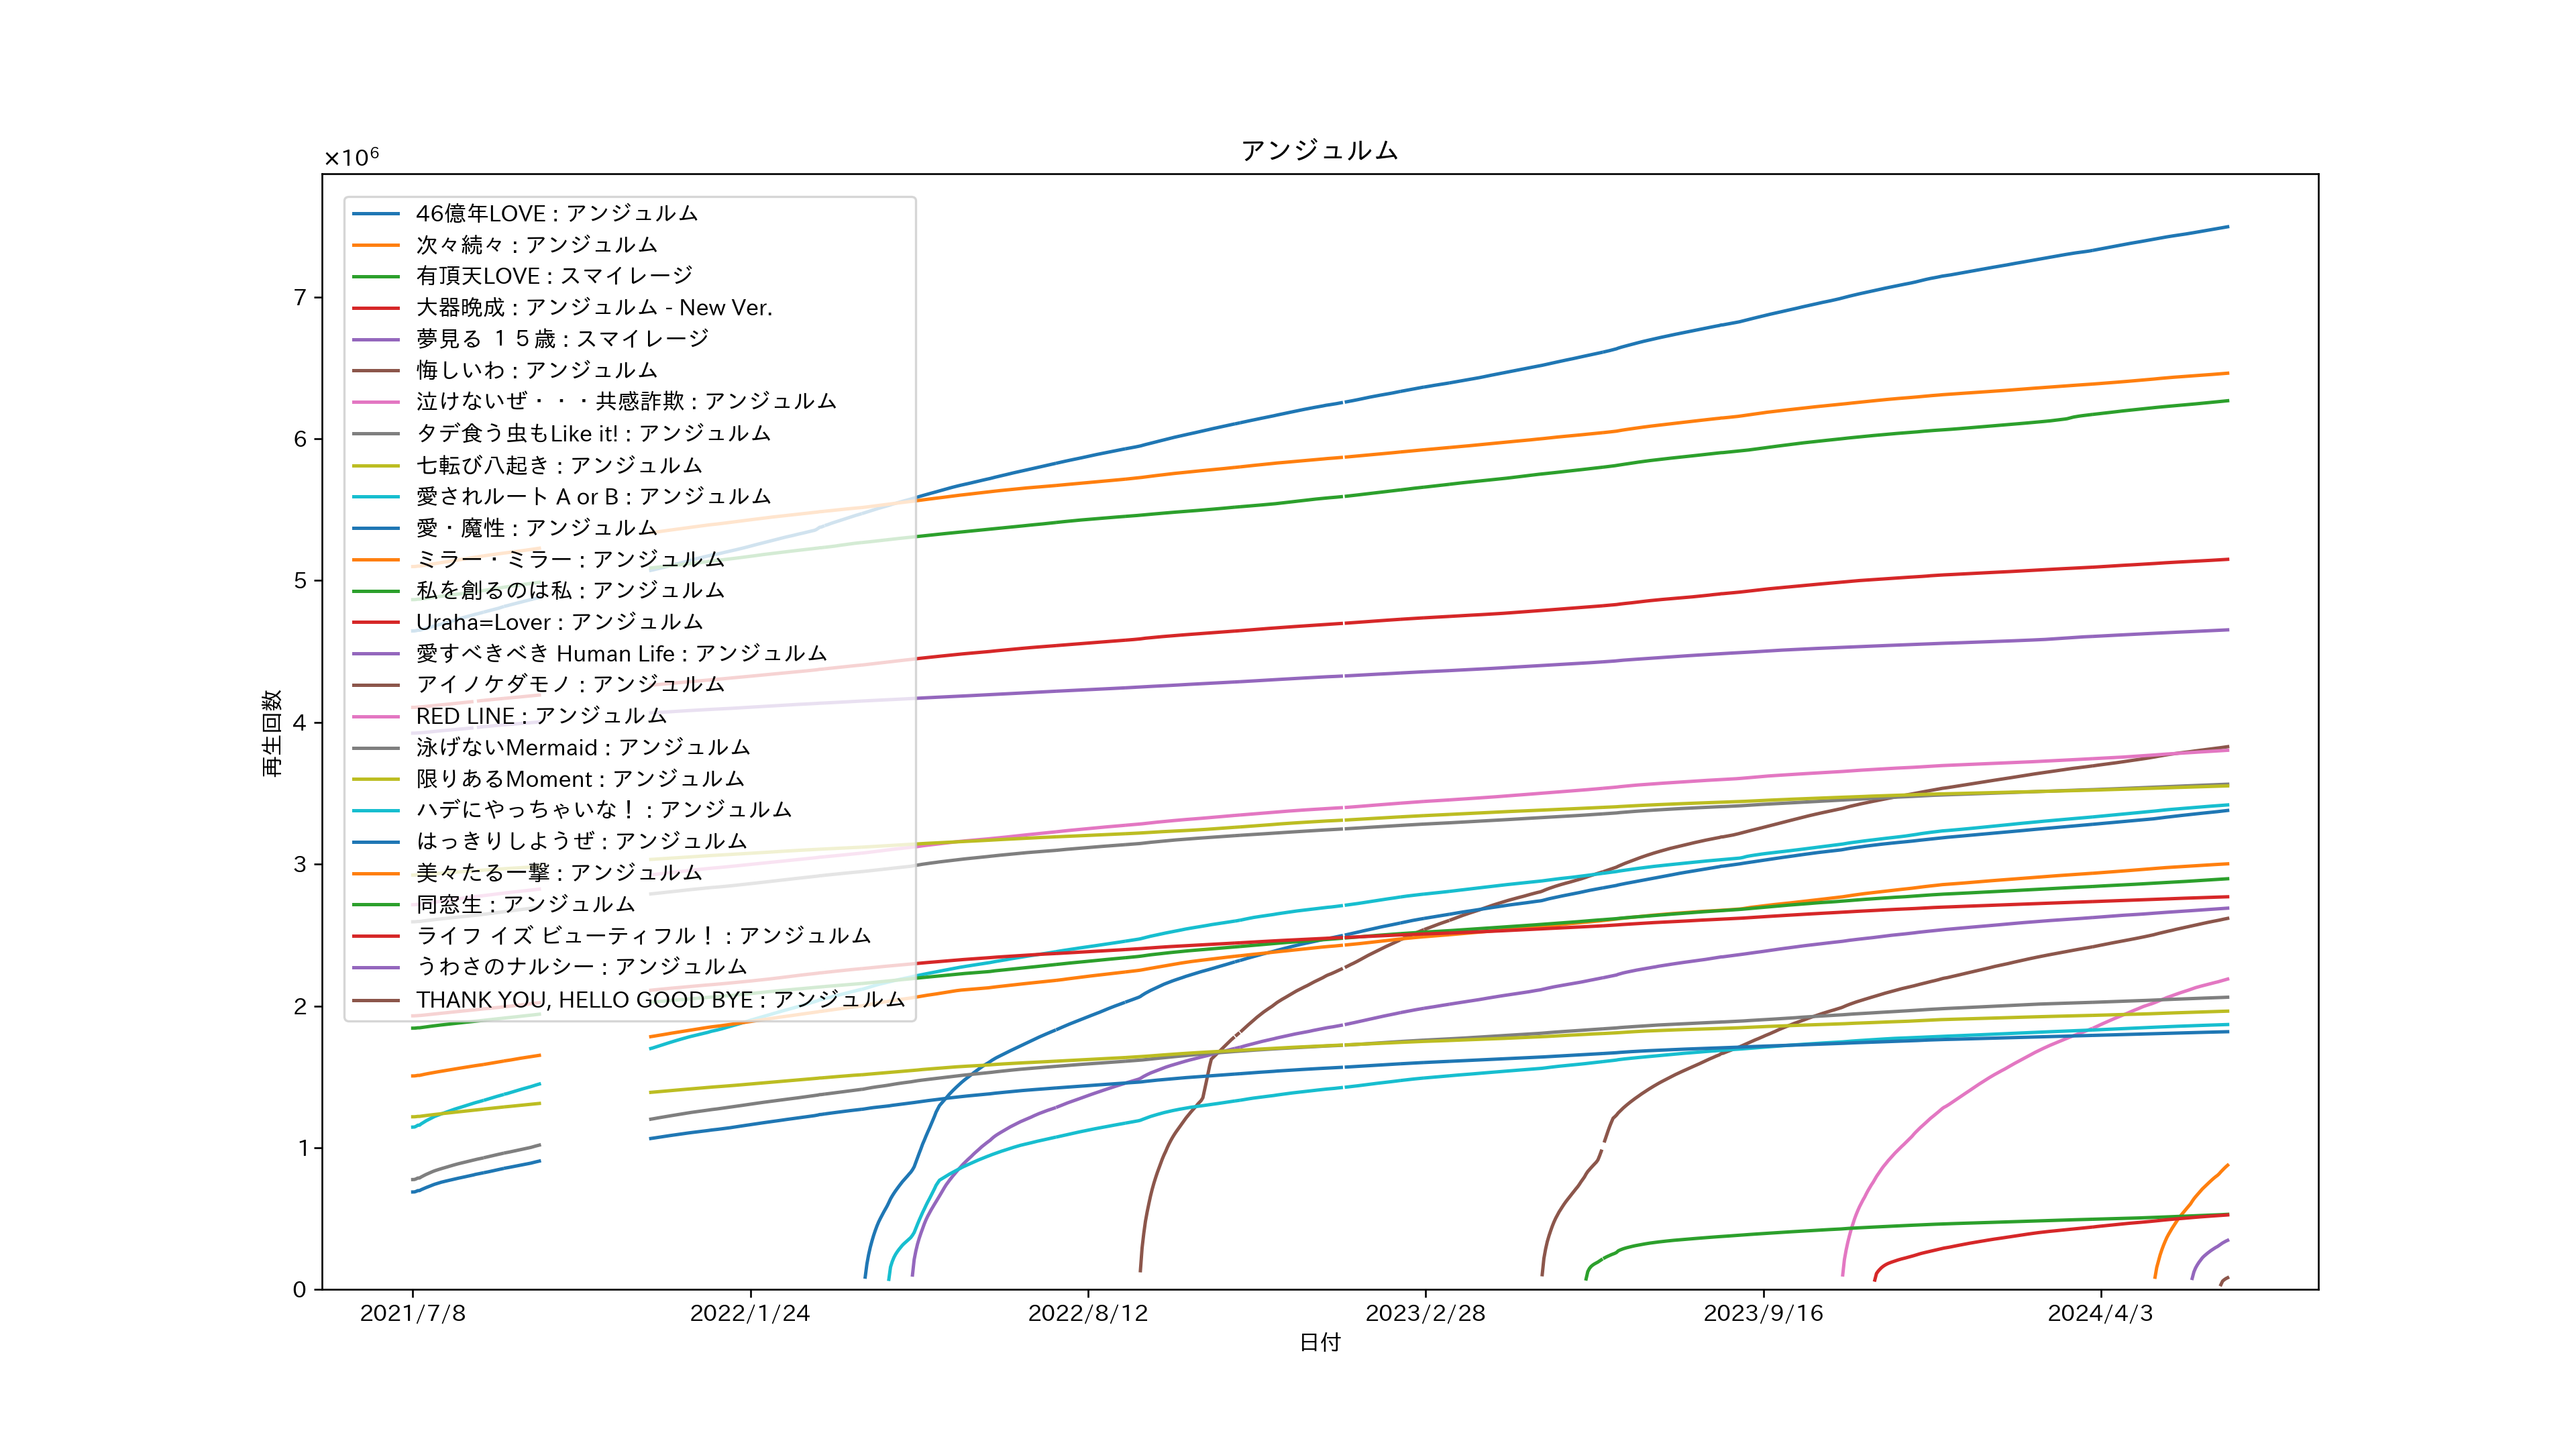 アンジュルム
×10⁶
46億年LOVE : アンジュルム
次々続々 : アンジュルム
有頂天LOVE : スマイレージ
大器晩成 : アンジュルム - New Ver.
夢見る １５歳 : スマイレージ
悔しいわ : アンジュルム
泣けないぜ・・・共感詐欺 : アンジュルム
タデ食う虫もLike it! : アンジュルム
七転び八起き : アンジュルム
愛されルート A or B : アンジュルム
愛・魔性 : アンジュルム
ミラー・ミラー : アンジュルム
私を創るのは私 : アンジュルム
Uraha=Lover : アンジュルム
愛すべきべき Human Life : アンジュルム
アイノケダモノ : アンジュルム
RED LINE : アンジュルム
泳げないMermaid : アンジュルム
限りあるMoment : アンジュルム
ハデにやっちゃいな！ : アンジュルム
はっきりしようぜ : アンジュルム
美々たる一撃 : アンジュルム
同窓生 : アンジュルム
ライフ イズ ビューティフル！ : アンジュルム
うわさのナルシー : アンジュルム
THANK YOU, HELLO GOOD BYE : アンジュルム
7
6
5
4
3
2
1
0
再生回数
2021/7/8
2022/1/24
2022/8/12
2023/2/28
2023/9/16
2024/4/3
日付